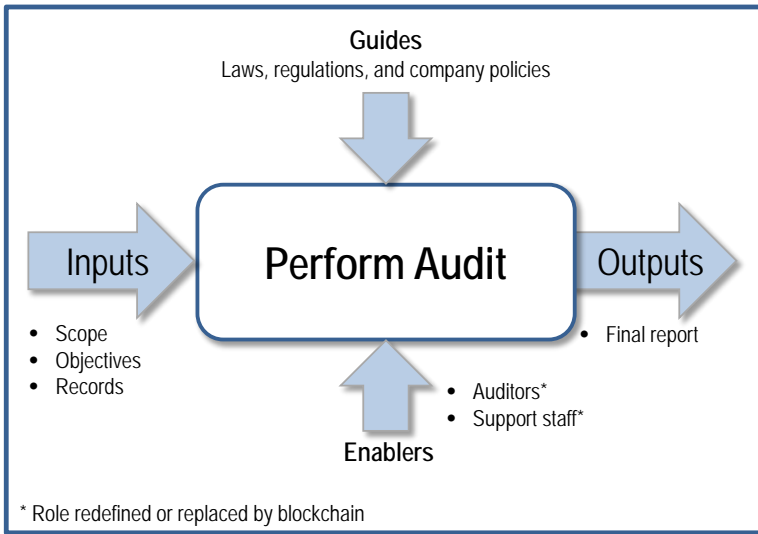 Guides
Laws, regulations, and company policies
Inputs
Perform Audit
Outputs
• Scope
• Objectives
• Records
• Final report
• Auditors*
• Support staff*
Enablers
* Role redefined or replaced by blockchain